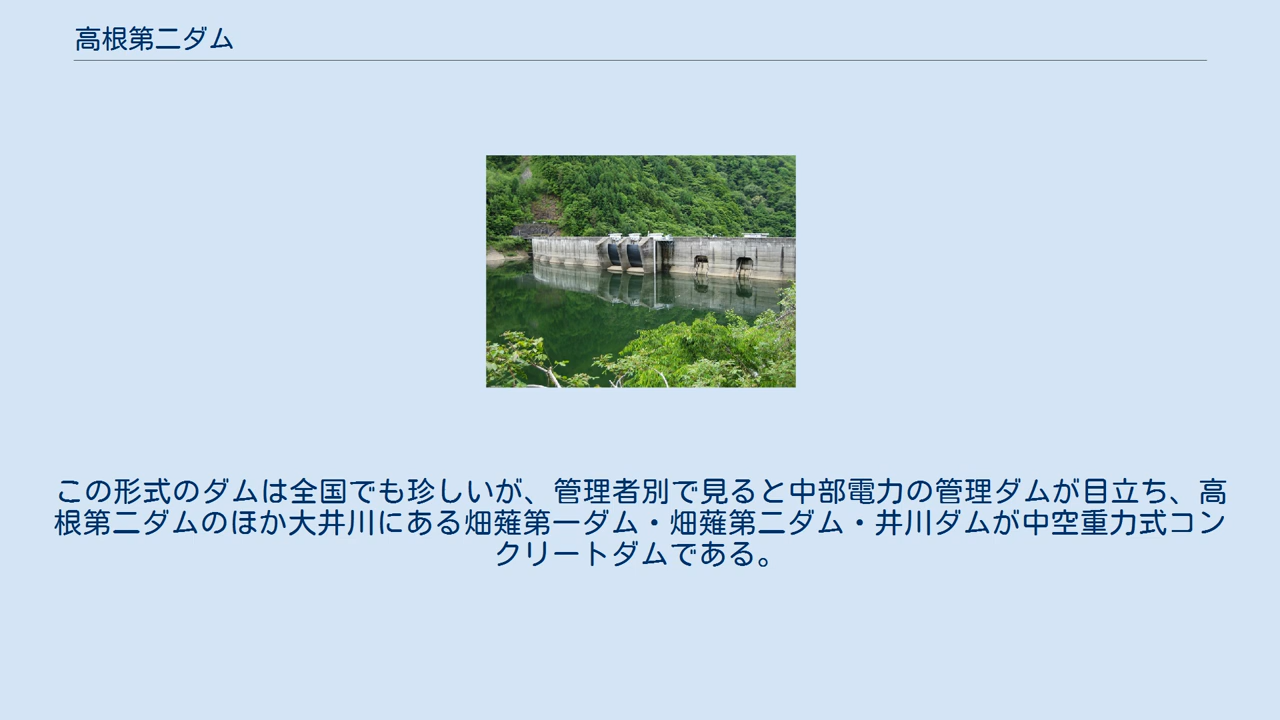 高根第二ダム
この形式のダムは全国でも珍しいが、管理者別で見ると中部電力の管理ダムが目立ち、高
根第二ダムのほか大井川にある畑薙第一ダム・畑薙第二ダム・井川ダムが中空重力式コン
クリートダムである。